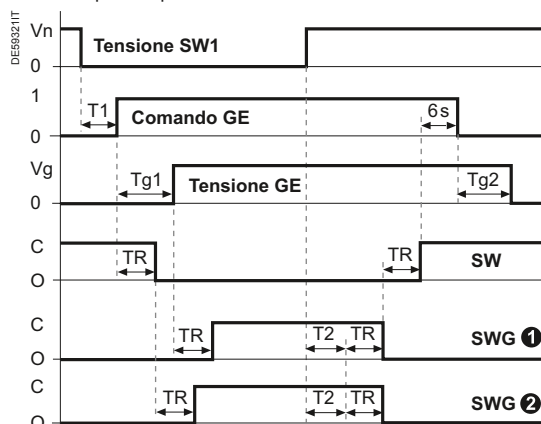 DE59321IT
Vn
Tensione SW1
0
1
T1
Comando GE
6s
0
Vg
Tg1
Tensione GE
Tg2
0
C
TR
TR
SW
O
C
TR
T2
TR
SWG 1
O
C
TR
T2
TR
SWG 2
O